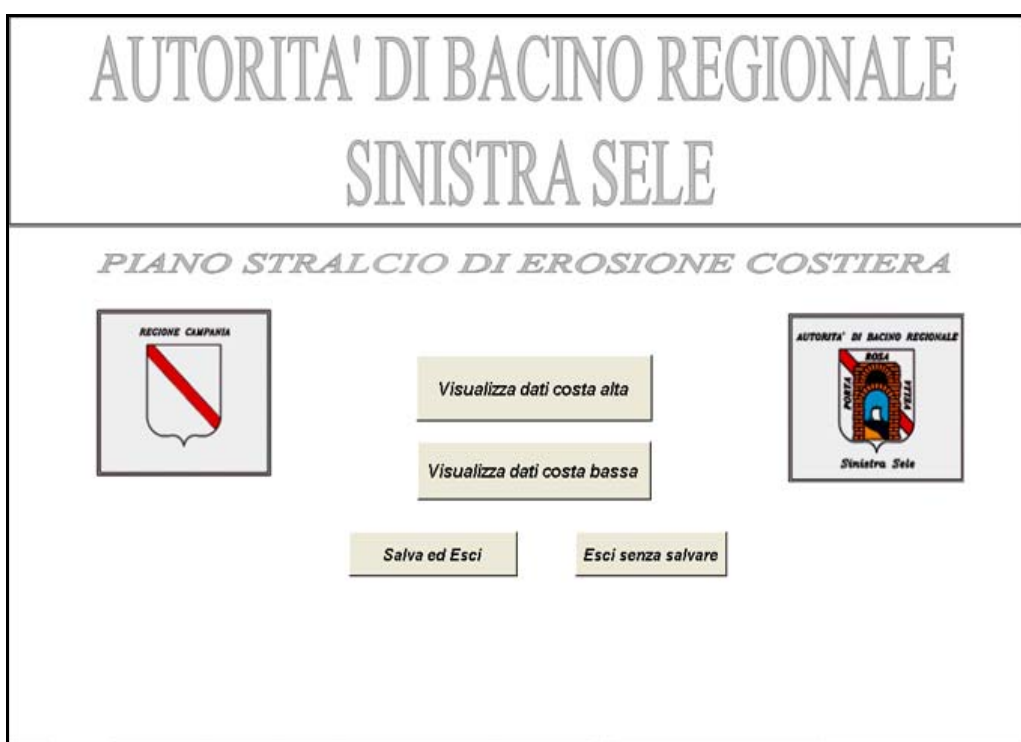 AUTORITA' DI BACINO REGIONALE
SINISTRA SELE
PIANO STRALCIO DI EROSIONE COSTIERA
REGIONE CAMPANIA
AUTORITA' DI BACINO REGIONALE
PORTA
ROSA
VELIA
Sinistra Sele
Visualizza dati costa alta
Visualizza dati costa bassa
Salva ed Esci
Esci senza salvare